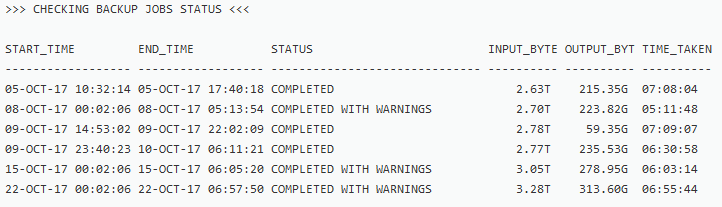 >>> CHECKING BACKUP JOBS STATUS <<<
START_TIME END_TIME STATUS INPUT_BYTE OUTPUT_BYT TIME_TAKEN
------------------ ------------------ ------------------------------ ---------- ---------- ----------
05-OCT-17 10:32:14 05-OCT-17 17:40:18 COMPLETED 2.63T 215.35G 07:08:04
08-OCT-17 00:02:06 08-OCT-17 05:13:54 COMPLETED WITH WARNINGS 2.70T 223.82G 05:11:48
09-OCT-17 14:53:02 09-OCT-17 22:02:09 COMPLETED 2.78T 59.35G 07:09:07
09-OCT-17 23:40:23 10-OCT-17 06:11:21 COMPLETED 2.77T 235.53G 06:30:58
15-OCT-17 00:02:06 15-OCT-17 06:05:20 COMPLETED WITH WARNINGS 3.05T 278.95G 06:03:14
22-OCT-17 00:02:06 22-OCT-17 06:57:50 COMPLETED WITH WARNINGS 3.28T 313.60G 06:55:44